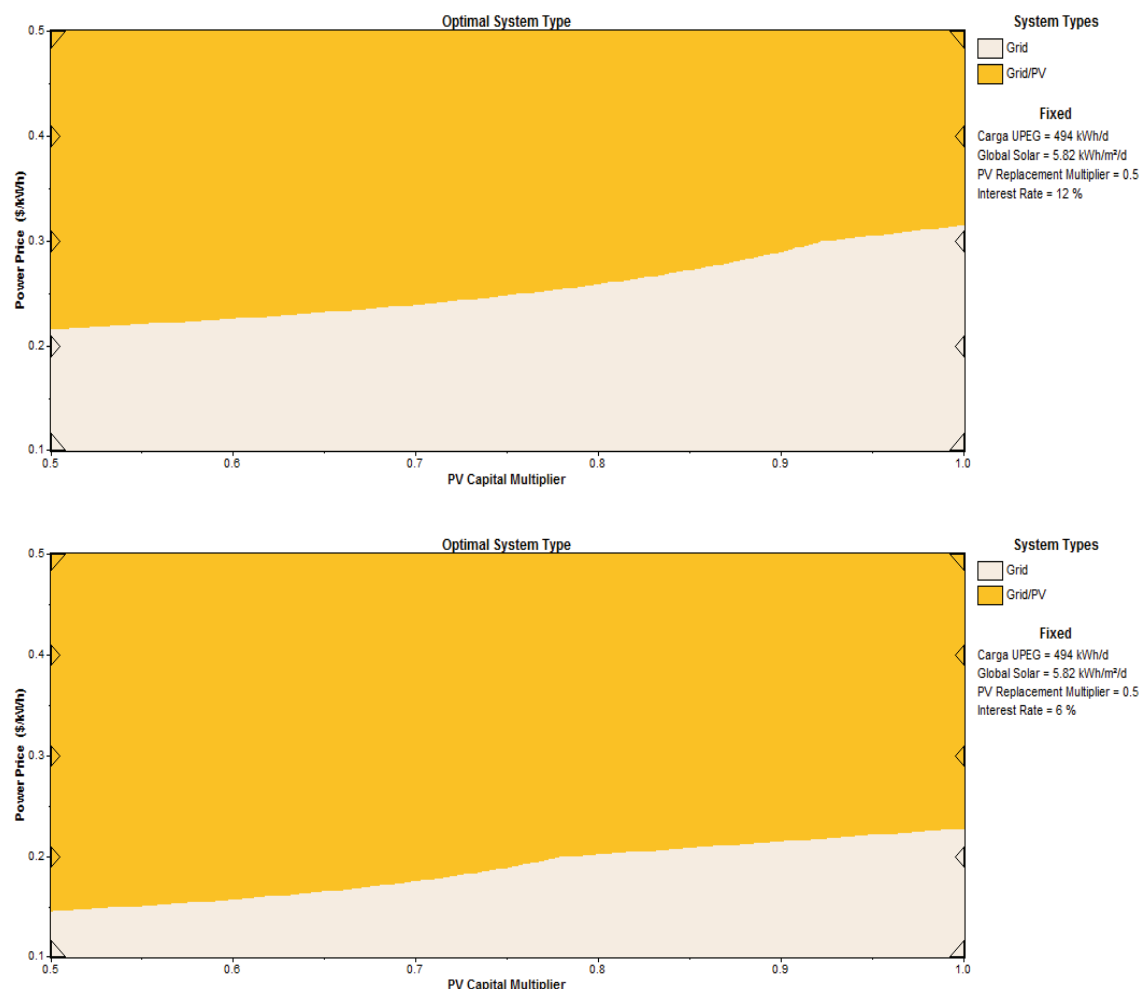 Optimal System Type
System Types
Grid
Grid/PV
Fixed
Carga UPEG = 494 kWh/d
Global Solar = 5.82 kWh/m²/d
PV Replacement Multiplier = 0.5
Interest Rate = 12 %
Power Price ($/kWh)
0.5
0.4
0.3
0.2
0.1
0.5
0.6
0.7
0.8
0.9
1.0
PV Capital Multiplier
Optimal System Type
System Types
Grid
Grid/PV
Fixed
Carga UPEG = 494 kWh/d
Global Solar = 5.82 kWh/m²/d
PV Replacement Multiplier = 0.5
Interest Rate = 6 %
Power Price ($/kWh)
0.5
0.4
0.3
0.2
0.1
0.5
0.6
0.7
0.8
0.9
1.0
PV Capital Multiplier